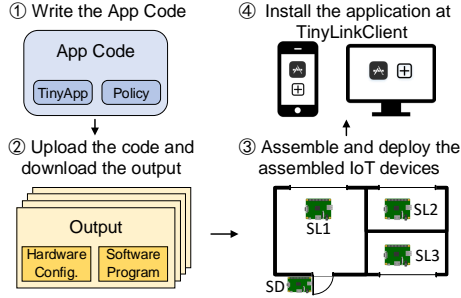 ① Write the App Code
App Code
TinyApp
Policy
② Upload the code and
download the output
Output
Hardware
Config.
Software
Program
③ Assemble and deploy the
assembled IoT devices
SL1
SL2
SL3
SD
④ Install the application at
TinyLinkClient